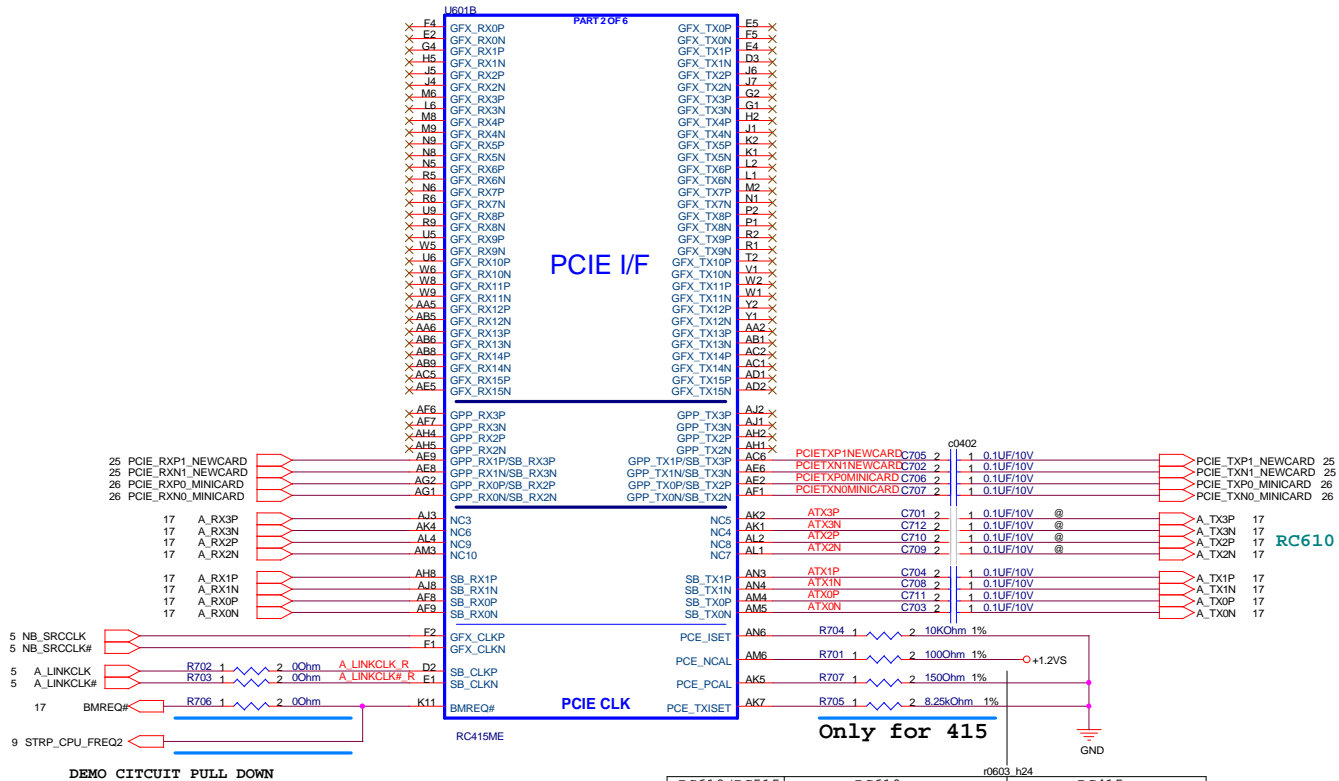 U601B
PART 2 OF 6
F4 GFX_RX0P GFX_TX0P E5
E2 GFX_RX0N GFX_TX0N F5
G4 GFX_RX1P GFX_TX1P E4
H5 GFX_RX1N GFX_TX1N D3
J5 GFX_RX2P GFX_TX2P J6
J4 GFX_RX2N GFX_TX2N J7
M6 GFX_RX3P GFX_TX3P G2
L6 GFX_RX3N GFX_TX3N G1
M8 GFX_RX4P GFX_TX4P H2
M9 GFX_RX4N GFX_TX4N J1
N9 GFX_RX5P GFX_TX5P K2
N8 GFX_RX5N GFX_TX5N K1
N5 GFX_RX6P GFX_TX6P L2
R5 GFX_RX6N GFX_TX6N L1
N6 GFX_RX7P GFX_TX7P M2
R6 GFX_RX7N GFX_TX7N N1
U9 GFX_RX8P GFX_TX8P P2
R9 GFX_RX8N GFX_TX8N P1
U5 GFX_RX9P GFX_TX9P R2
W5 GFX_RX9N GFX_TX9N R1
U6 GFX_RX10P GFX_TX10P T2
PCIE I/F
W6 GFX_RX10N GFX_TX10N V1
W8 GFX_RX11P GFX_TX11P W2
W9 GFX_RX11N GFX_TX11N W1
AA5 GFX_RX12P GFX_TX12P Y2
AB5 GFX_RX12N GFX_TX12N Y1
AA6 GFX_RX13P GFX_TX13P AA2
AB6 GFX_RX13N GFX_TX13N AB1
AB8 GFX_RX14P GFX_TX14P AC2
AB9 GFX_RX14N GFX_TX14N AC1
AC5 GFX_RX15P GFX_TX15P AD1
AE5 GFX_RX15N GFX_TX15N AD2
AF6 GPP_RX3P GPP_TX3P AJ2
AF7 GPP_RX3N GPP_TX3N AJ1
AH4 GPP_RX2P GPP_TX2P AH2
AH5 GPP_RX2N GPP_TX2N AH1
c0402
25 PCIE_RXP1_NEWCARD AE9 GPP_RX1P/SB_RX3P GPP_TX1P/SB_TX3P AC6 PCIETXP1NEWCARD C705 2 1 0.1UF/10V PCIE_TXP1_NEWCARD 25
25 PCIE_RXN1_NEWCARD AE8 GPP_RX1N/SB_RX3N GPP_TX1N/SB_TX3N AE6 PCIETXN1NEWCARD C702 2 1 0.1UF/10V PCIE_TXN1_NEWCARD 25
26 PCIE_RXP0_MINICARD AG2 GPP_RX0P/SB_RX2P GPP_TX0P/SB_TX2P AE2 PCIETXP0MINICARD C706 2 1 0.1UF/10V PCIE_TXP0_MINICARD 26
26 PCIE_RXN0_MINICARD AG1 GPP_RX0N/SB_RX2N GPP_TX0N/SB_TX2N AF1 PCIETXN0MINICARD C707 2 1 0.1UF/10V PCIE_TXN0_MINICARD 26
17 A_RX3P AJ3 NC3 NC5 AK2 ATX3P C701 2 1 0.1UF/10V @ A_TX3P 17
17 A_RX3N AK4 NC6 NC4 AK1 ATX3N C712 2 1 0.1UF/10V @ A_TX3N 17
17 A_RX2P AL4 NC9 NC8 AL2 ATX2P C710 2 1 0.1UF/10V @ A_TX2P 17
RC610
17 A_RX2N AM3 NC10 NC7 AL1 ATX2N C709 2 1 0.1UF/10V @ A_TX2N 17
17 A_RX1P AH8 SB_RX1P SB_TX1P AN3 ATX1P C704 2 1 0.1UF/10V A_TX1P 17
17 A_RX1N AJ8 SB_RX1N SB_TX1N AN4 ATX1N C708 2 1 0.1UF/10V A_TX1N 17
17 A_RX0P AF8 SB_RX0P SB_TX0P AM4 ATX0P C711 2 1 0.1UF/10V A_TX0P 17
17 A_RX0N AF9 SB_RX0N SB_TX0N AM5 ATX0N C703 2 1 0.1UF/10V A_TX0N 17
5 NB_SRCCLK F2 GFX_CLKP PCE_ISET AN6 R704 1 2 10KOhm 1%
5 NB_SRCCLK# F1 GFX_CLKN
PCE_NCAL AM6 R701 1 2 100Ohm 1% +1.2VS
5 A_LINKCLK R702 1 2 0Ohm A_LINKCLK_R D2 SB_CLKP
5 A_LINKCLK# R703 1 2 0Ohm A_LINKCLK#_R E1 SB_CLKN PCE_PCAL AK5 R707 1 2 150Ohm 1%
17 BMREQ# R706 1 2 0Ohm K11 BMREQ# PCIE CLK PCE_TXISET AK7 R705 1 2 8.25kOhm 1%
Only for 415
RC415ME
9 STRP_CPU_FREQ2
GND
DEMO CITCUIT PULL DOWN
r0603_h24
RC610/RC515 RC610 RC415